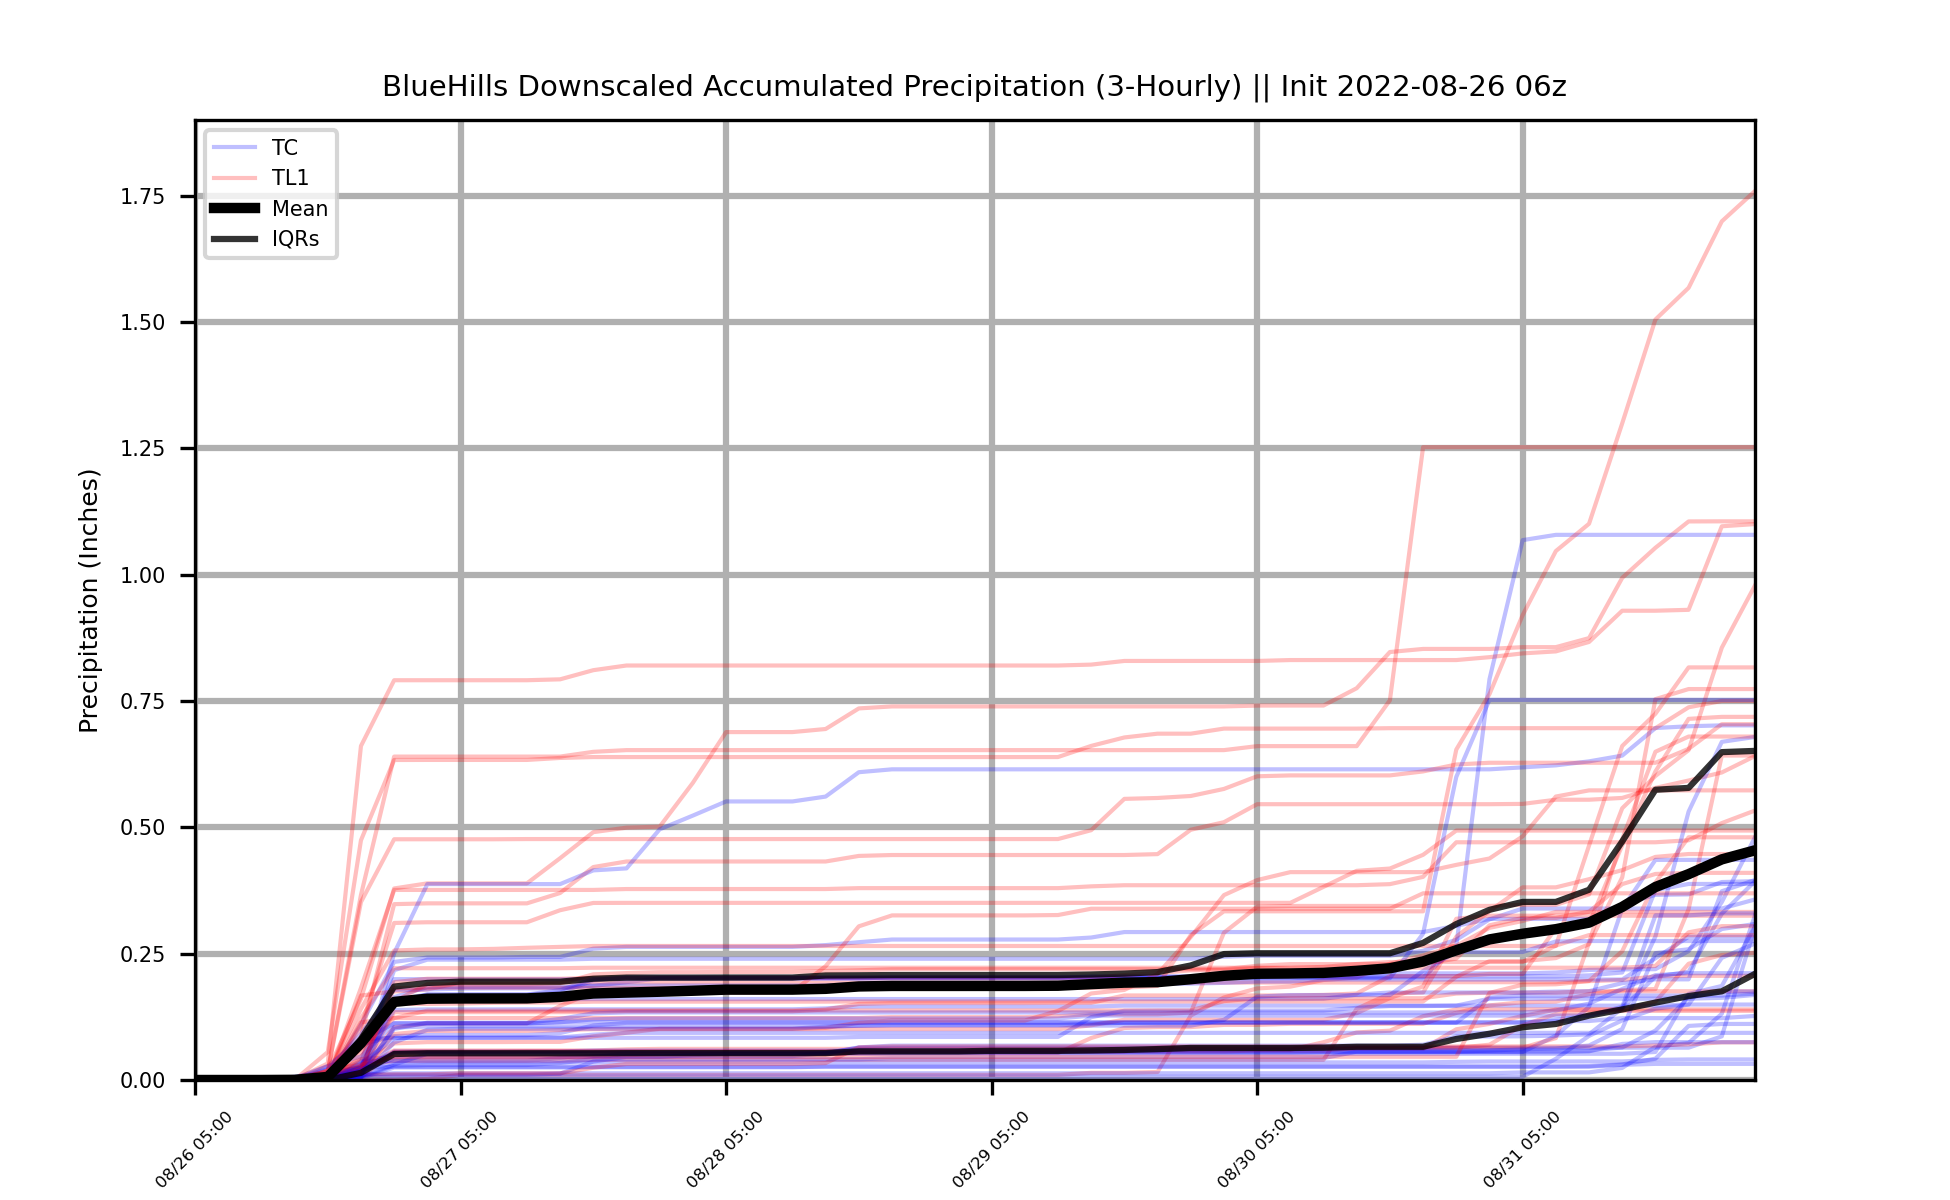 BlueHills Downscaled Accumulated Precipitation (3-Hourly) || Init 2022-08-26 06z
TC
TL1
Mean
IQRs
Precipitation (Inches)
1.75
1.50
1.25
1.00
0.75
0.50
0.25
0.00
08/26 05:00
08/27 05:00
08/28 05:00
08/29 05:00
08/30 05:00
08/31 05:00